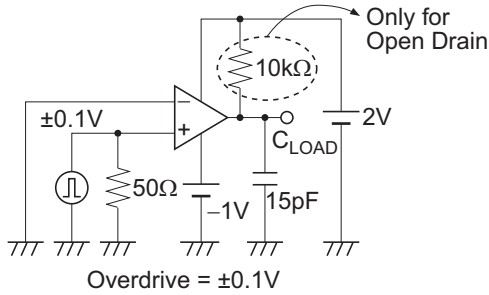 Only for
Open Drain
10kΩ
±0.1V
−
+
C_LOAD
2V
50Ω
−1V
15pF
Overdrive = ±0.1V